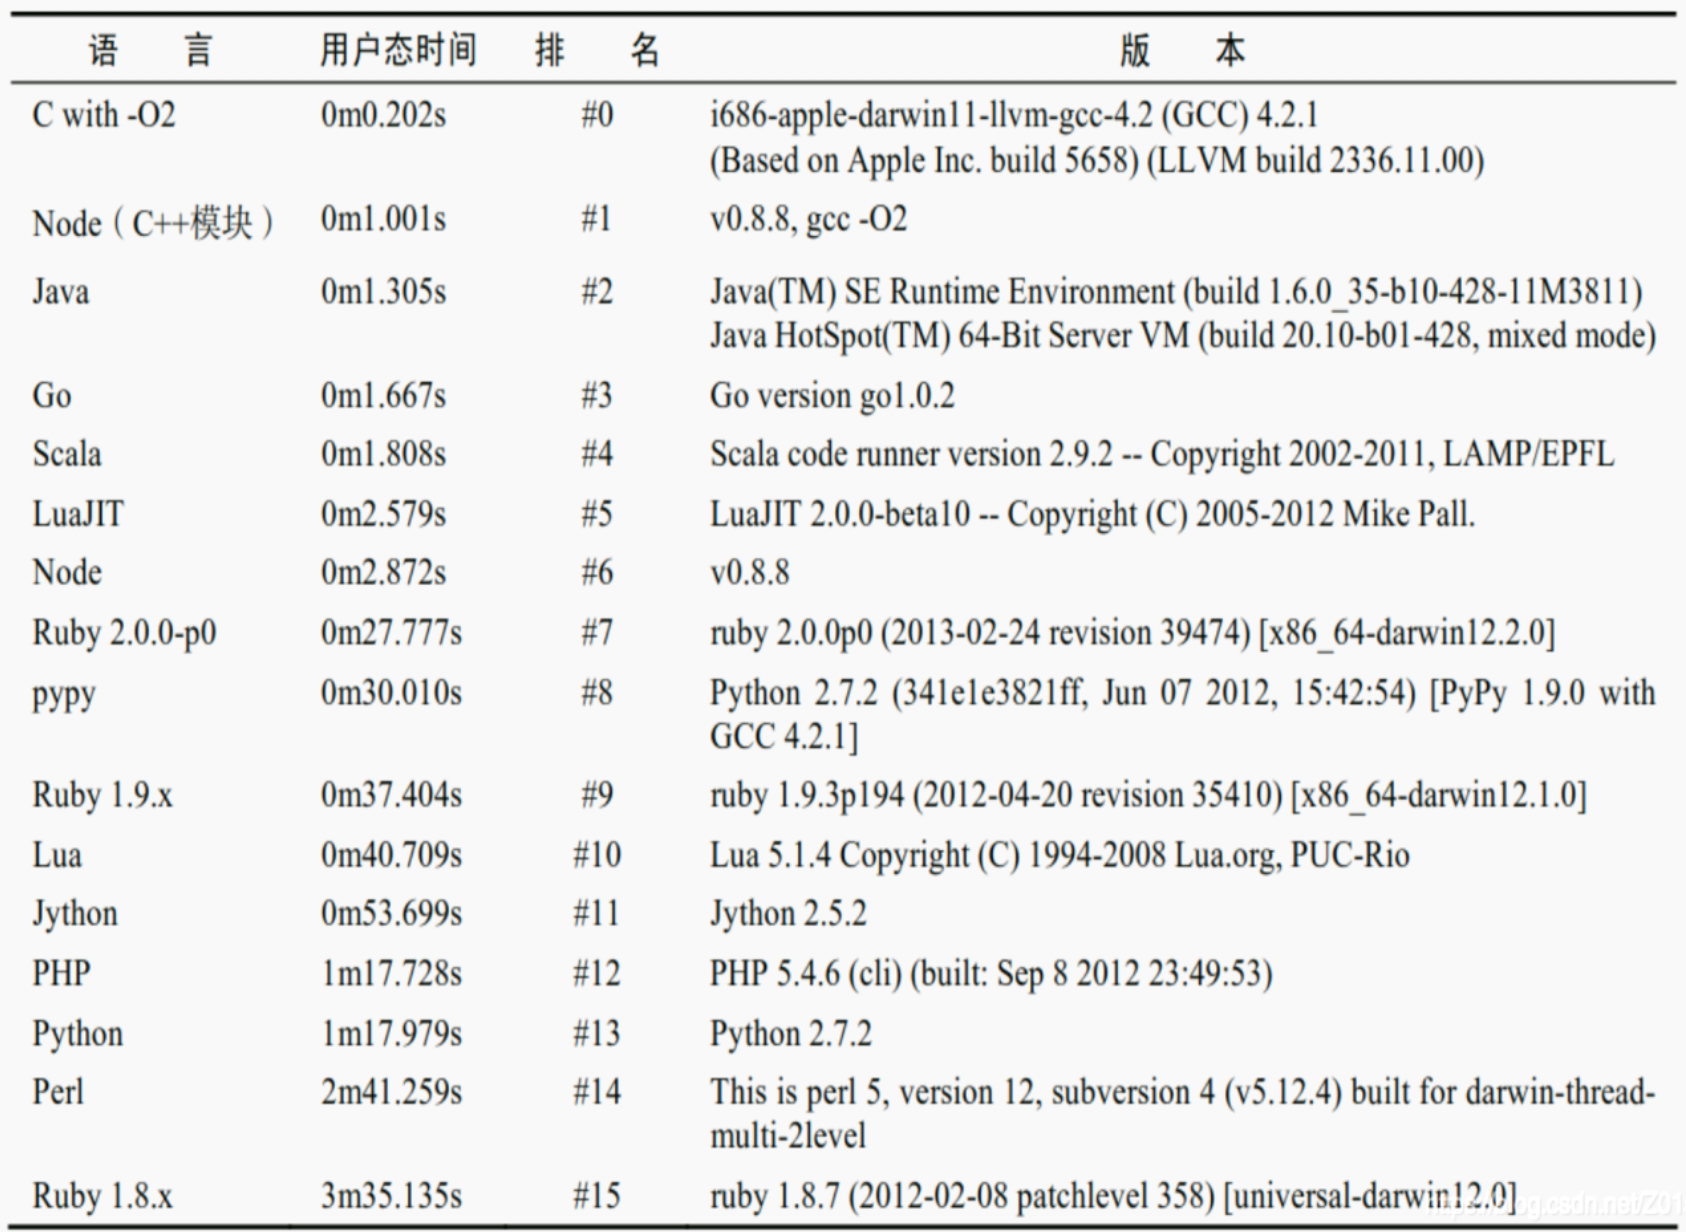 语 言 用户态时间 排 名 版 本
C with -O2 0m0.202s #0 i686-apple-darwin11-llvm-gcc-4.2 (GCC) 4.2.1
(Based on Apple Inc. build 5658) (LLVM build 2336.11.00)
Node（C++模块） 0m1.001s #1 v0.8.8, gcc -O2
Java 0m1.305s #2 Java(TM) SE Runtime Environment (build 1.6.0_35-b10-428-11M3811)
Java HotSpot(TM) 64-Bit Server VM (build 20.10-b01-428, mixed mode)
Go 0m1.667s #3 Go version go1.0.2
Scala 0m1.808s #4 Scala code runner version 2.9.2 -- Copyright 2002-2011, LAMP/EPFL
LuaJIT 0m2.579s #5 LuaJIT 2.0.0-beta10 -- Copyright (C) 2005-2012 Mike Pall.
Node 0m2.872s #6 v0.8.8
Ruby 2.0.0-p0 0m27.777s #7 ruby 2.0.0p0 (2013-02-24 revision 39474) [x86_64-darwin12.2.0]
pypy 0m30.010s #8 Python 2.7.2 (341e1e3821ff, Jun 07 2012, 15:42:54) [PyPy 1.9.0 with
GCC 4.2.1]
Ruby 1.9.x 0m37.404s #9 ruby 1.9.3p194 (2012-04-20 revision 35410) [x86_64-darwin12.1.0]
Lua 0m40.709s #10 Lua 5.1.4 Copyright (C) 1994-2008 Lua.org, PUC-Rio
Jython 0m53.699s #11 Jython 2.5.2
PHP 1m17.728s #12 PHP 5.4.6 (cli) (built: Sep 8 2012 23:49:53)
Python 1m17.979s #13 Python 2.7.2
Perl 2m41.259s #14 This is perl 5, version 12, subversion 4 (v5.12.4) built for darwin-thread-
multi-2level
Ruby 1.8.x 3m35.135s #15 ruby 1.8.7 (2012-02-08 patchlevel 358) [universal-darwin12.0]